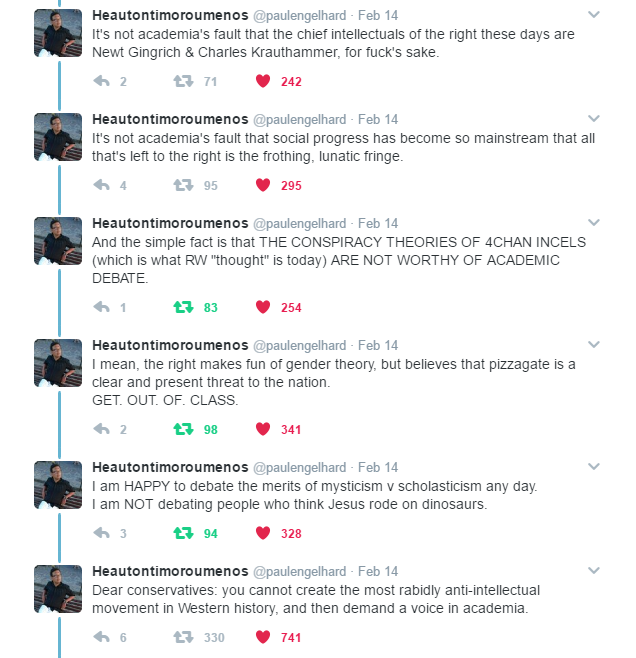 Heautontimoroumenos @paulengelhard · Feb 14
It's not academia's fault that the chief intellectuals of the right these days are
Newt Gingrich & Charles Krauthammer, for fuck's sake.
2 71 242
Heautontimoroumenos @paulengelhard · Feb 14
It's not academia's fault that social progress has become so mainstream that all
that's left to the right is the frothing, lunatic fringe.
4 95 295
Heautontimoroumenos @paulengelhard · Feb 14
And the simple fact is that THE CONSPIRACY THEORIES OF 4CHAN INCELS
(which is what RW "thought" is today) ARE NOT WORTHY OF ACADEMIC
DEBATE.
1 83 254
Heautontimoroumenos @paulengelhard · Feb 14
I mean, the right makes fun of gender theory, but believes that pizzagate is a
clear and present threat to the nation.
GET. OUT. OF. CLASS.
2 98 341
Heautontimoroumenos @paulengelhard · Feb 14
I am HAPPY to debate the merits of mysticism v scholasticism any day.
I am NOT debating people who think Jesus rode on dinosaurs.
3 94 328
Heautontimoroumenos @paulengelhard · Feb 14
Dear conservatives: you cannot create the most rabidly anti-intellectual
movement in Western history, and then demand a voice in academia.
6 330 741